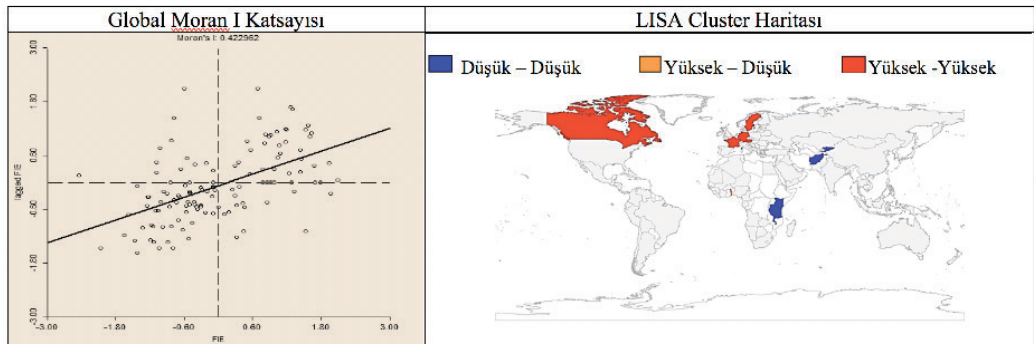 Global Moran I Katsayısı
LISA Cluster Haritası
Moran's I: 0.422962
3.00
1.80
0.60
-0.60
-1.80
-3.00
lagged FIE
-3.00 -1.80 -0.60 0.60 1.80 3.00
FIE
Düşük – Düşük
Yüksek – Düşük
Yüksek -Yüksek